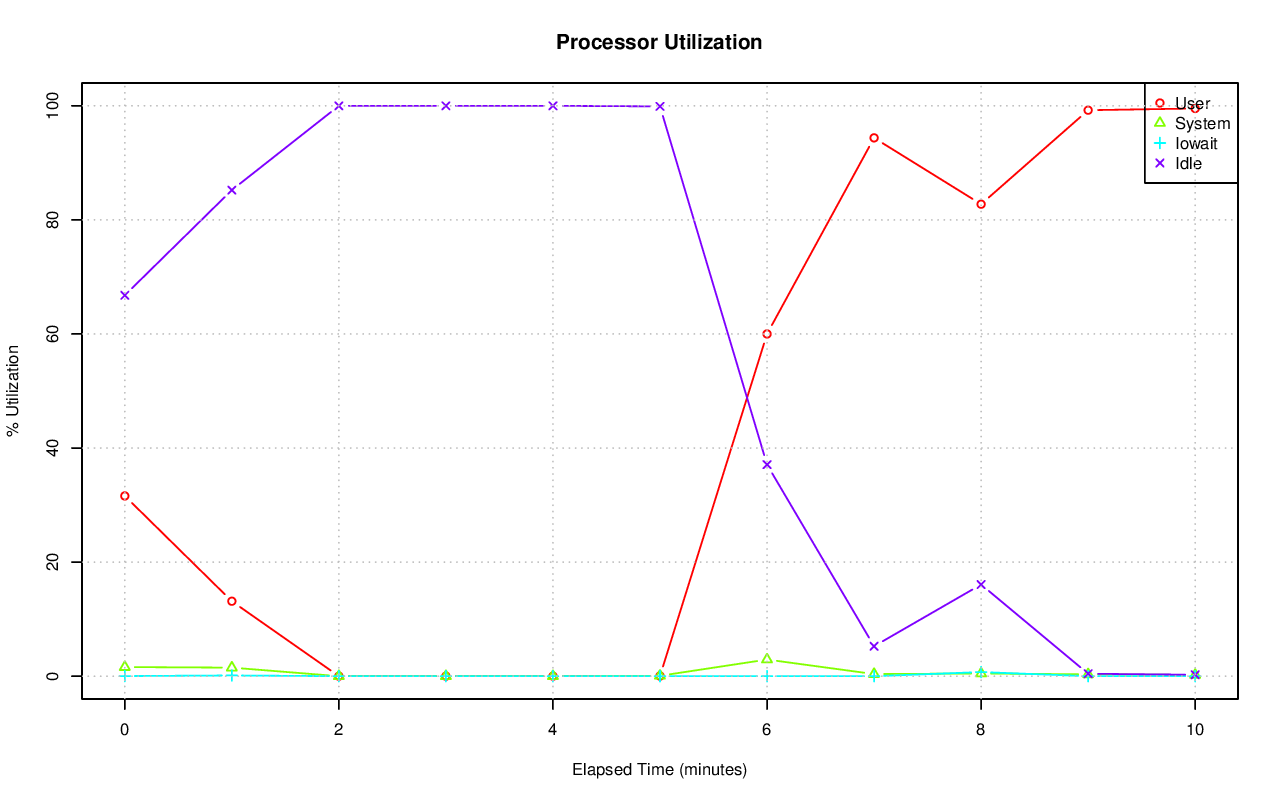 Processor Utilization
% Utilization
100
80
60
40
20
0
User
System
Iowait
Idle
0 2 4 6 8 10
Elapsed Time (minutes)